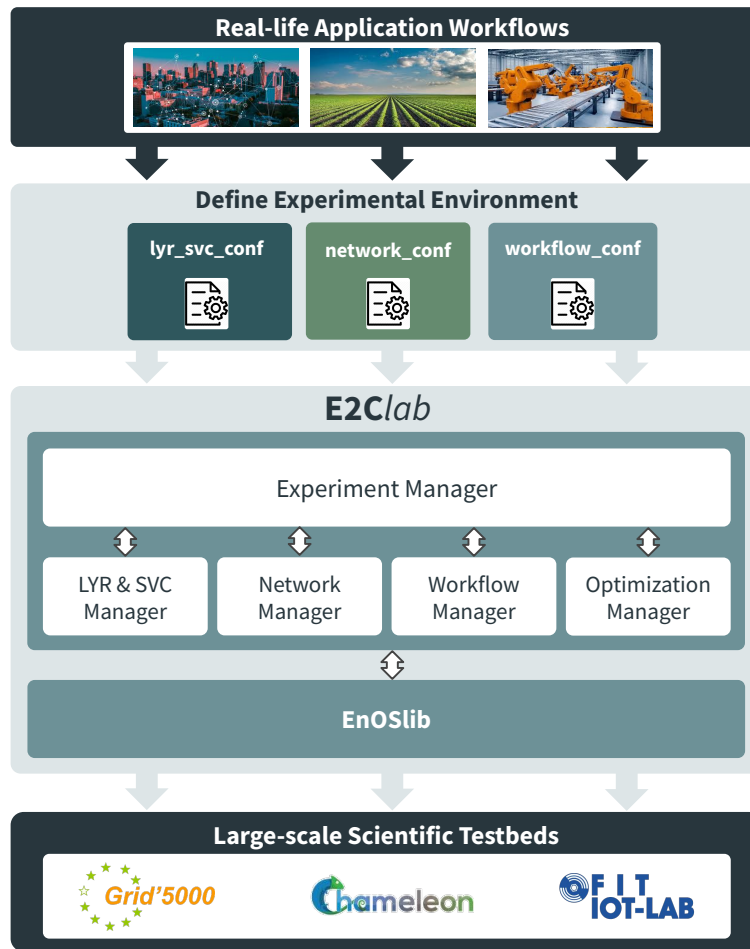 Real-life Application Workflows
Define Experimental Environment
lyr_svc_conf
network_conf
workflow_conf
E2Clab
Experiment Manager
LYR & SVC
Manager
Network
Manager
Workflow
Manager
Optimization
Manager
EnOSlib
Large-scale Scientific Testbeds
Grid'5000
Chameleon
FIT
IOT-LAB